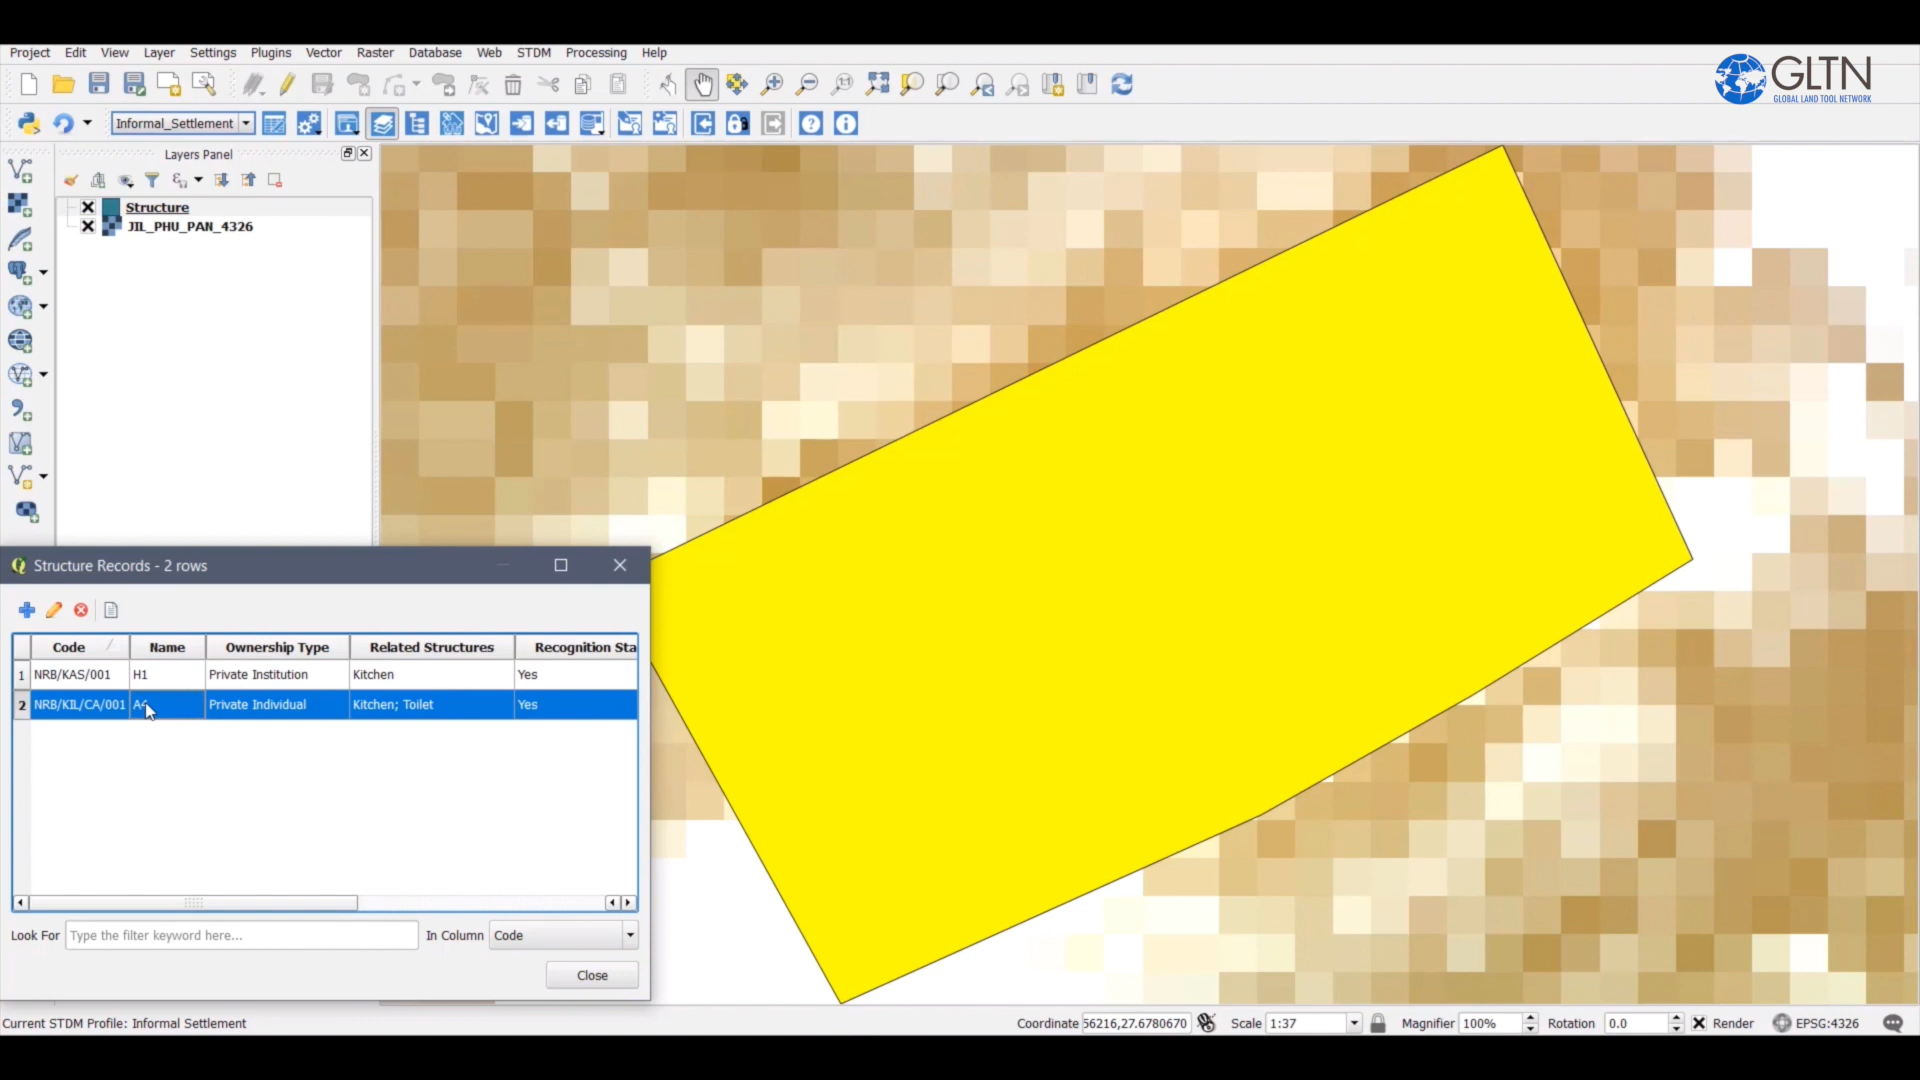 Project Edit View Layer Settings Plugins Vector Raster Database Web STDM Processing Help
GLTN
GLOBAL LAND TOOL NETWORK
Informal_Settlement
Layers Panel
Structure
JIL_PHU_PAN_4326
Structure Records - 2 rows
Code Name Ownership Type Related Structures Recognition Sta
1 NRB/KAS/001 H1 Private Institution Kitchen Yes
2 NRB/KIL/CA/001 Private Individual Kitchen; Toilet Yes
Look For Type the filter keyword here... In Column Code
Close
Current STDM Profile: Informal Settlement Coordinate 56216,27.6780670 Scale 1:37 Magnifier 100% Rotation 0.0 Render EPSG:4326